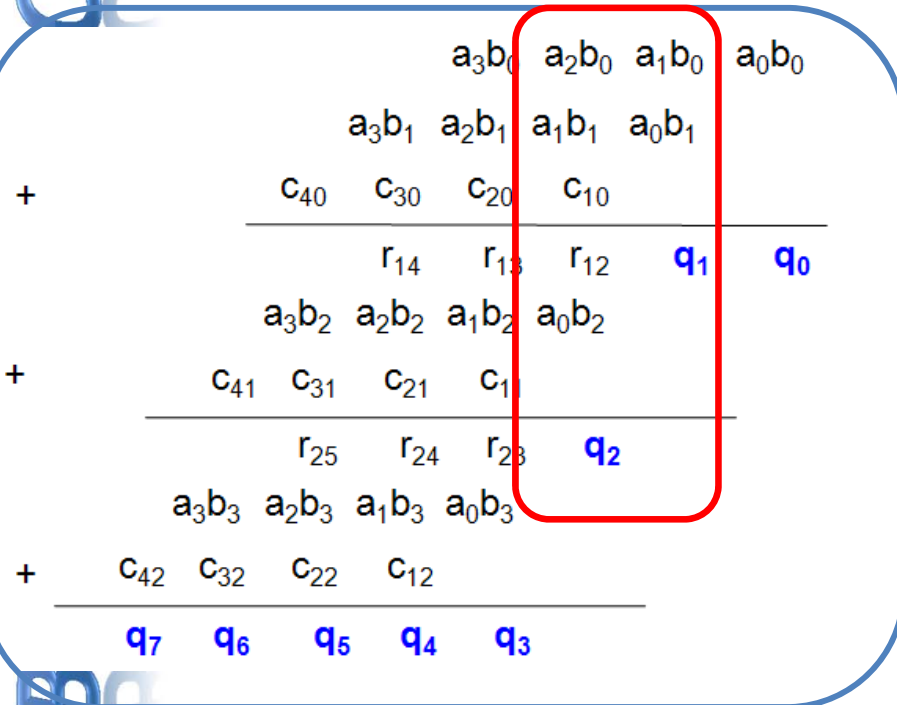 a₃b₀ a₂b₀ a₁b₀ a₀b₀
a₃b₁ a₂b₁ a₁b₁ a₀b₁
+ c₄₀ c₃₀ c₂₀ c₁₀
r₁₄ r₁₃ r₁₂ q₁ q₀
a₃b₂ a₂b₂ a₁b₂ a₀b₂
+ c₄₁ c₃₁ c₂₁ c₁₁
r₂₅ r₂₄ r₂₃ q₂
a₃b₃ a₂b₃ a₁b₃ a₀b₃
+ c₄₂ c₃₂ c₂₂ c₁₂
q₇ q₆ q₅ q₄ q₃